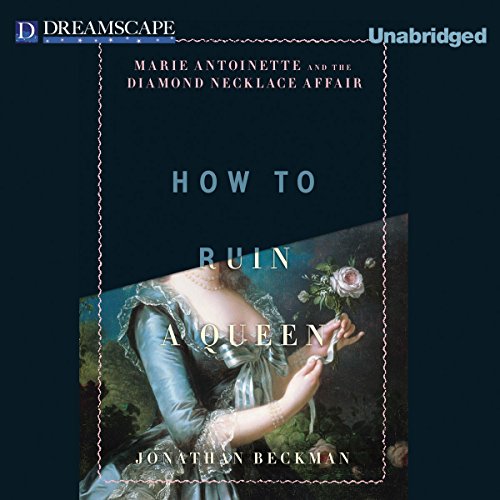 D DREAMSCAPE
Unabridged
MARIE ANTOINETTE AND THE
DIAMOND NECKLACE AFFAIR
HOW TO
RUIN
A QUEEN
JONATHAN BECKMAN